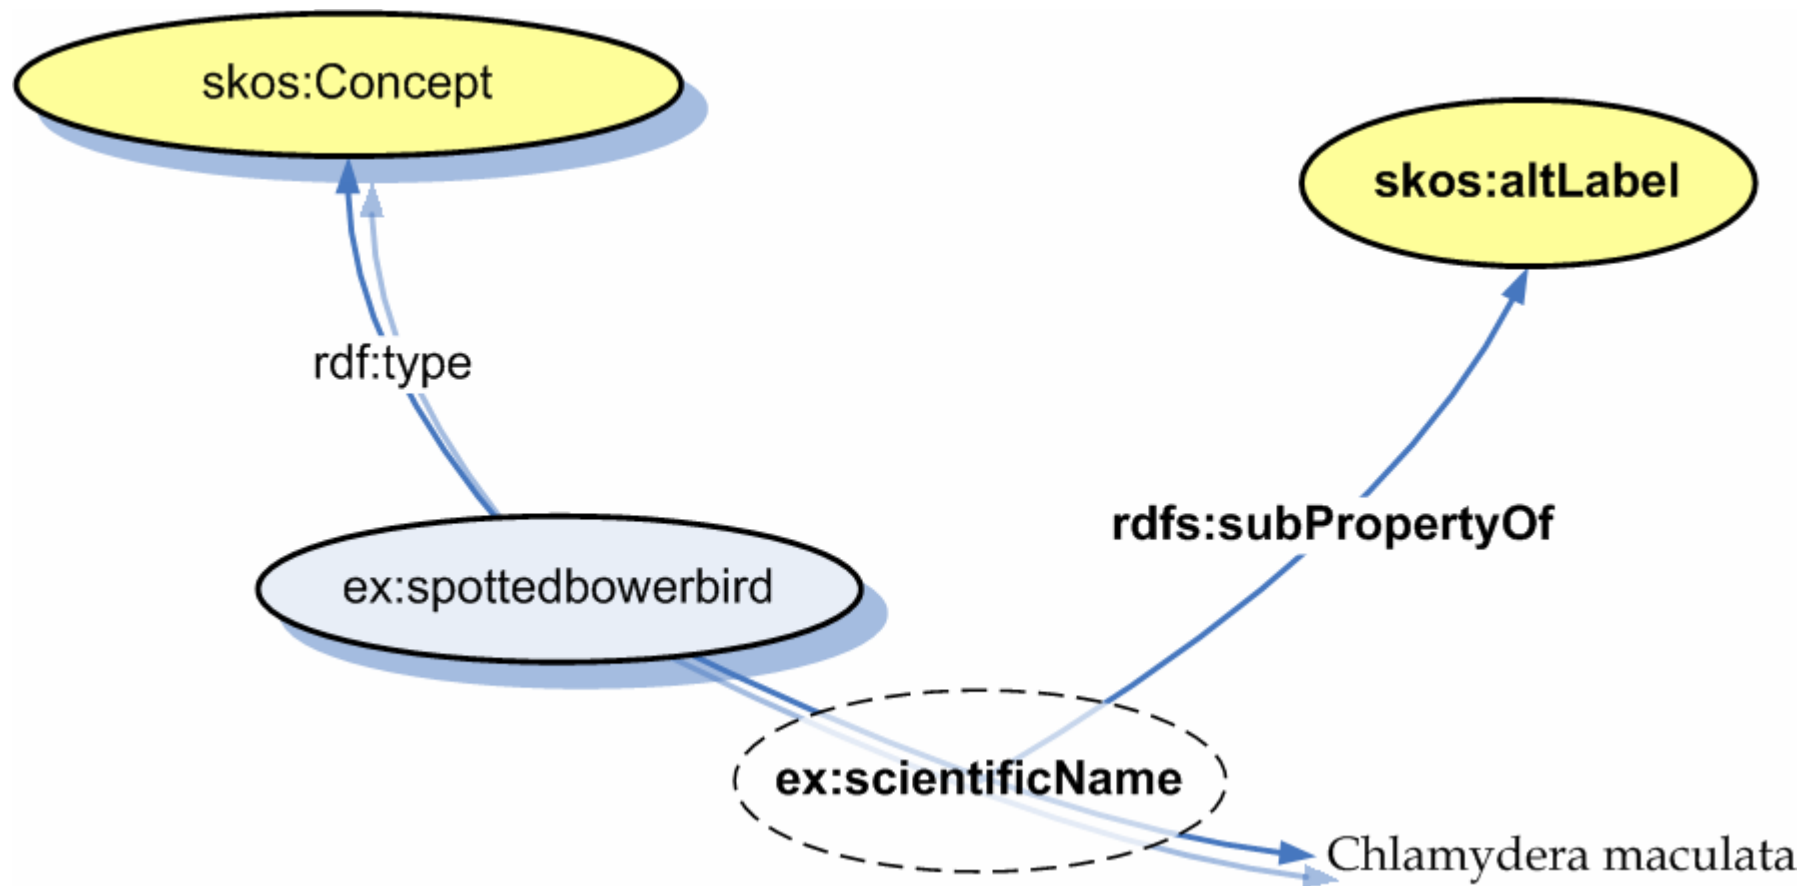 skos:Concept
skos:altLabel
rdf:type
rdfs:subPropertyOf
ex:spottedbowerbird
ex:scientificName
Chlamydera maculata